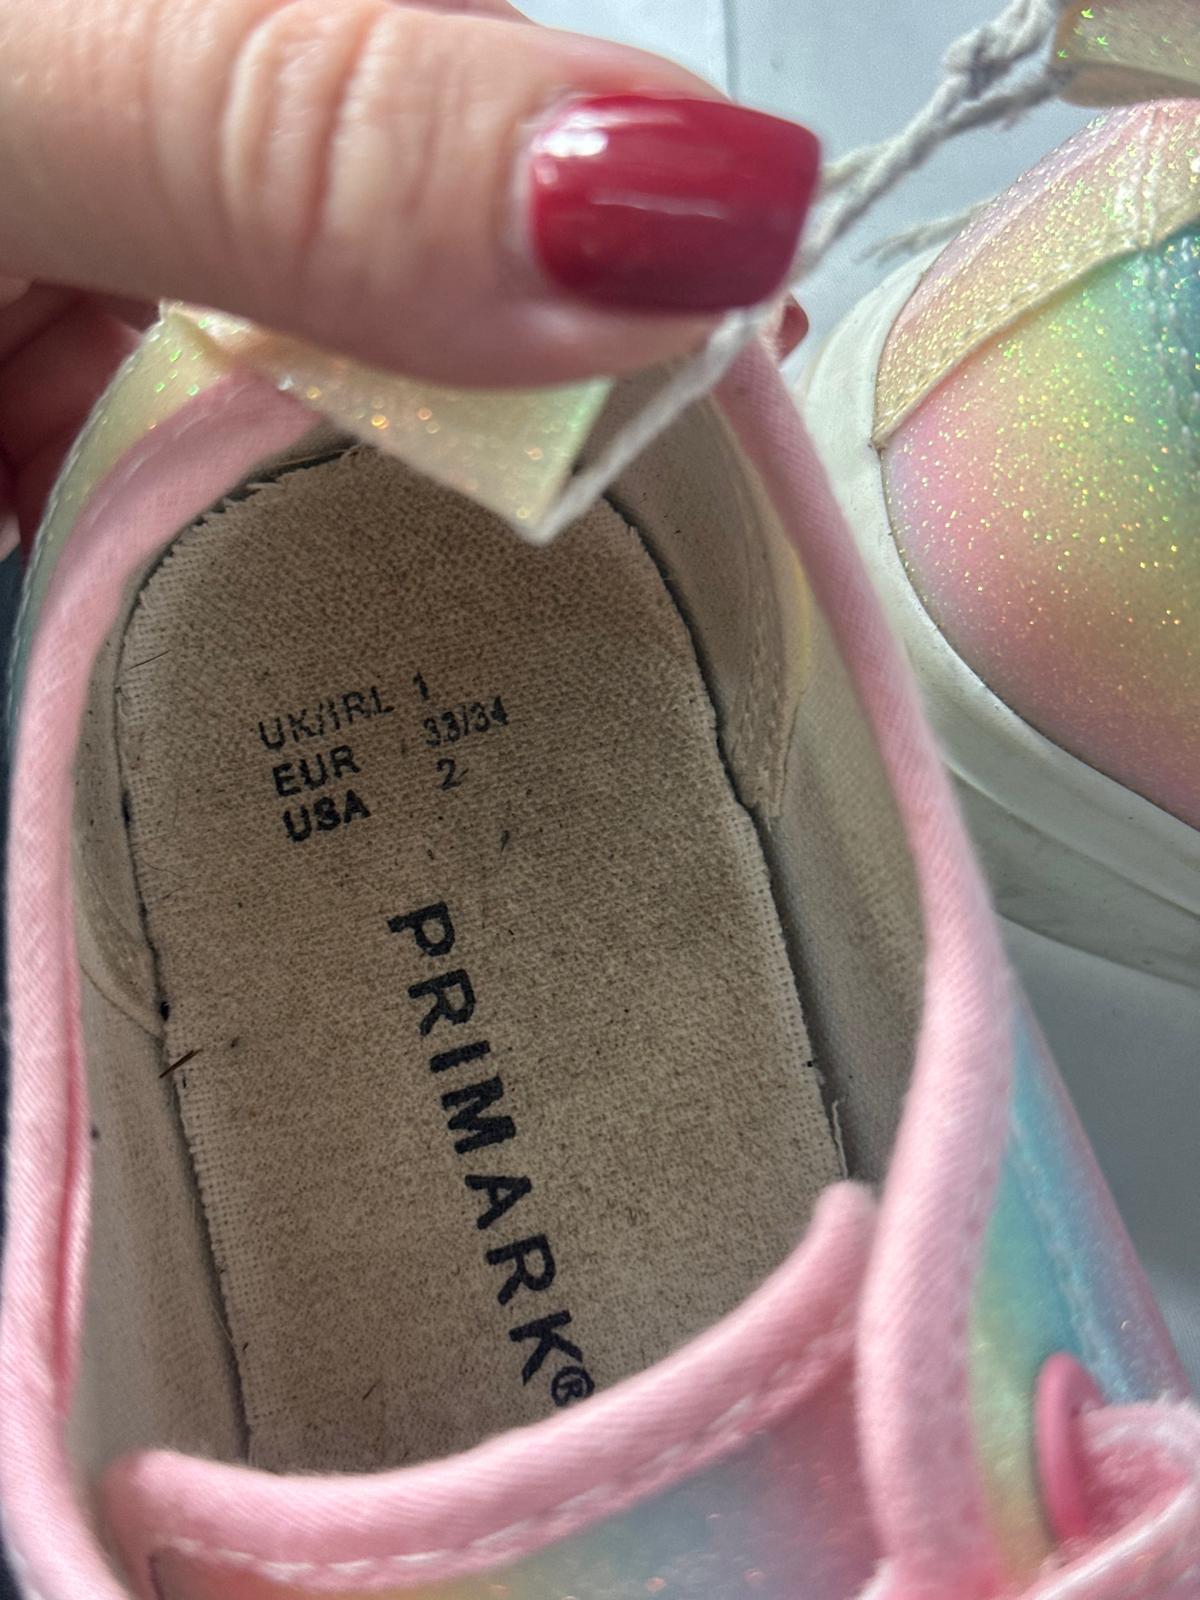 UK/IRL 1
EUR 33/34
USA 2
PRIMARK®